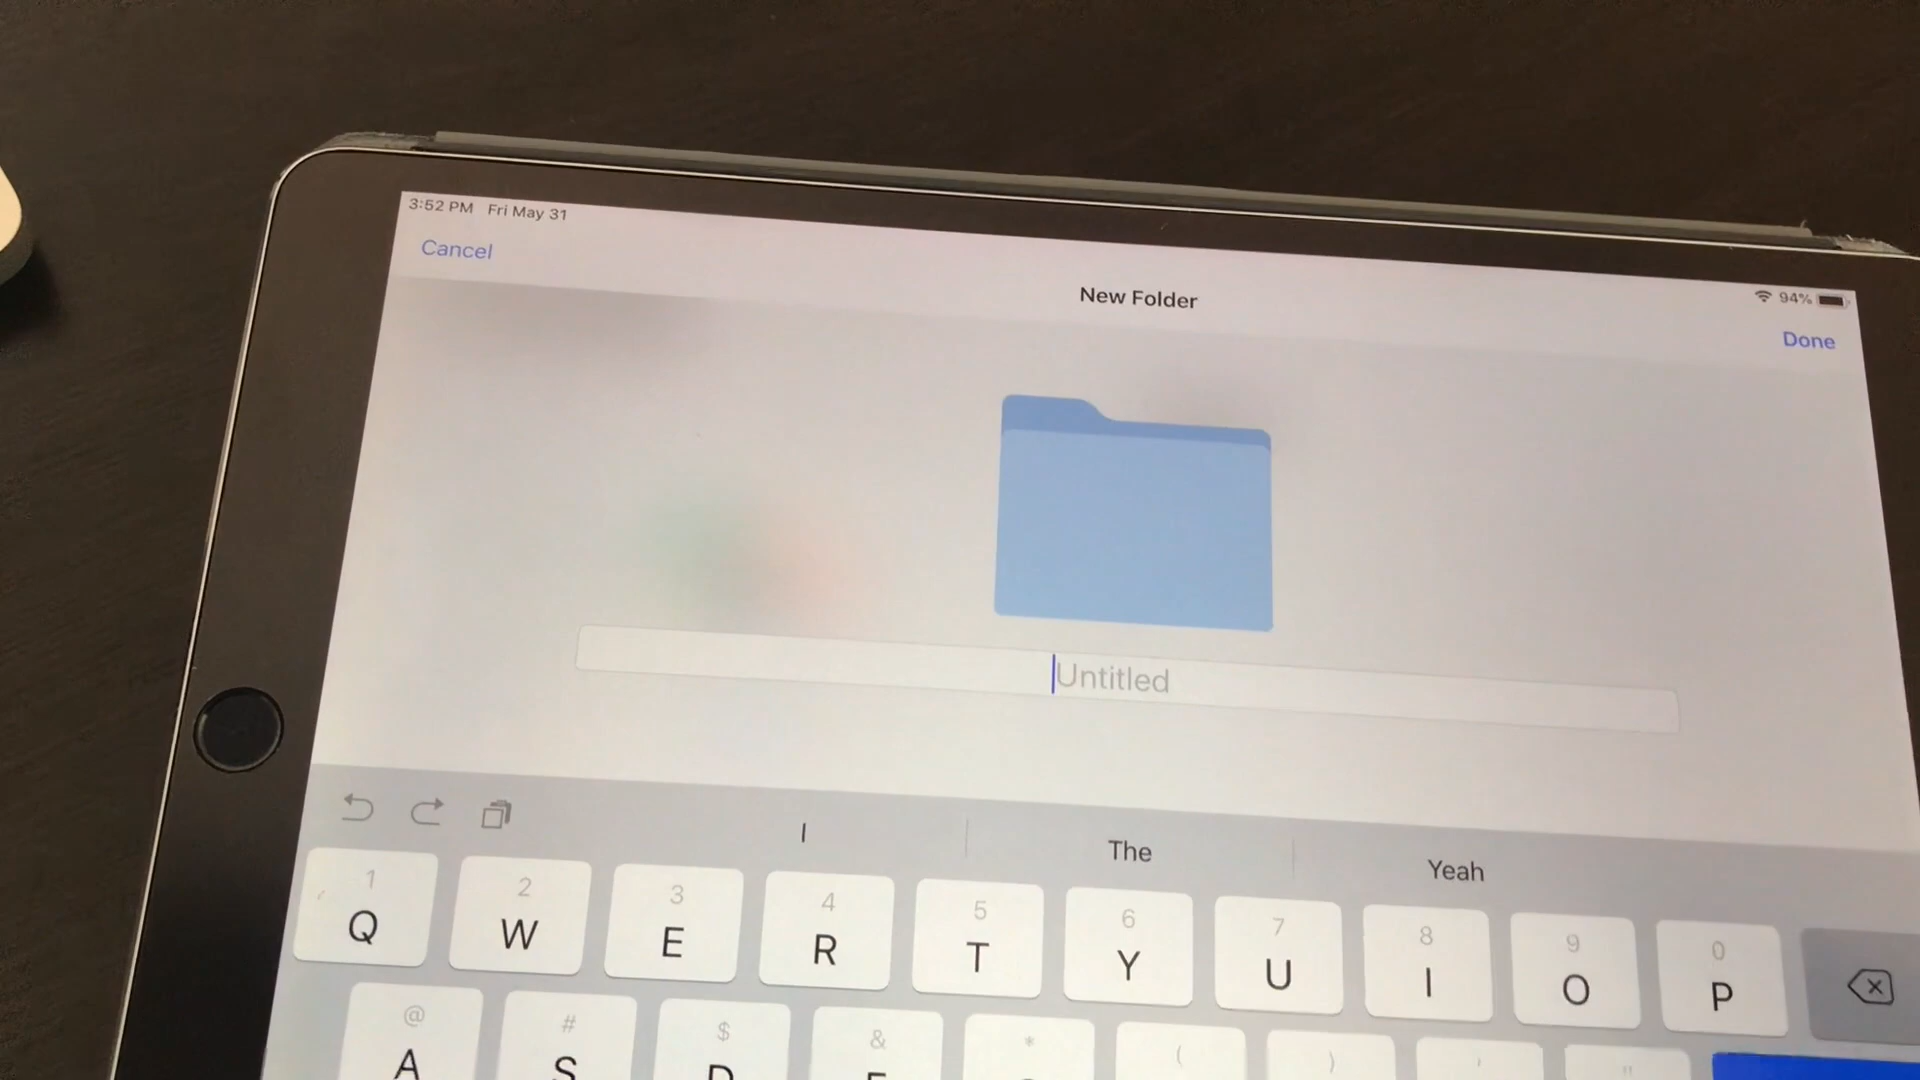 3:52 PM Fri May 31
94%
Cancel
New Folder
Done
Untitled
I The Yeah
1 2 3 4 5 6 7 8 9 0
Q W E R T Y U I O P
@ # $ & * ( ) ' "
A S D F